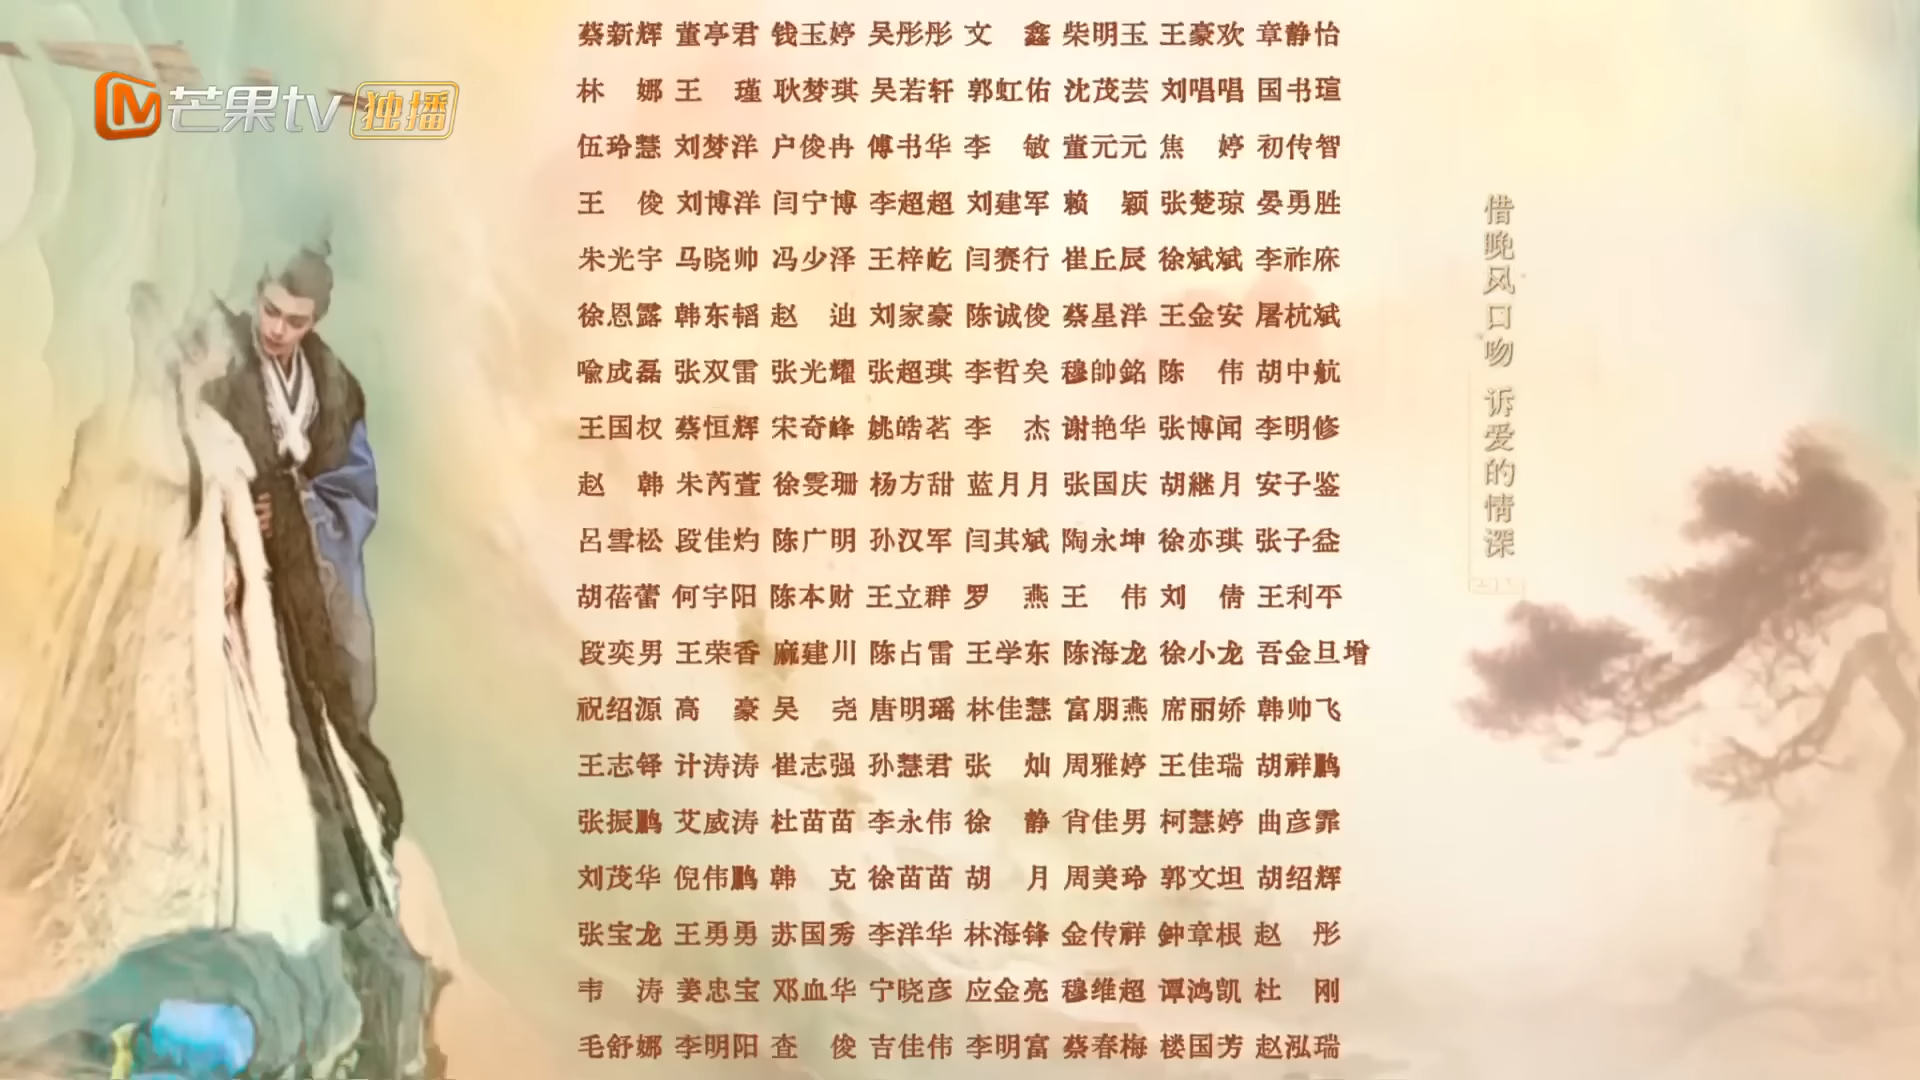 芒果tv 独播
蔡新辉 董亭君 钱玉婷 吴彤彤 文 鑫 柴明玉 王豪欢 章静怡
林 娜 王 瑾 耿梦琪 吴若轩 郭虹佑 沈茂芸 刘唱唱 国书瑄
伍玲慧 刘梦洋 户俊冉 傅书华 李 敏 董元元 焦 婷 初传智
王 俊 刘博洋 闫宁博 李超超 刘建军 赖 颖 张楚琼 晏勇胜
朱光宇 马晓帅 冯少泽 王梓屹 闫赛行 崔丘辰 徐斌斌 李祚庥
徐恩露 韩东韬 赵 辿 刘家豪 陈诚俊 蔡星洋 王金安 屠杭斌
喻成磊 张双雷 张光耀 张超琪 李哲矣 穆帥銘 陈 伟 胡中航
王国权 蔡恒辉 宋奇峰 姚皓茗 李 杰 谢艳华 张博闻 李明修
赵 韩 朱芮萱 徐雯珊 杨方甜 蓝月月 张国庆 胡継月 安子鉴
吕雪松 段佳灼 陈广明 孙汉军 闫其斌 陶永坤 徐亦琪 张子益
胡蓓蕾 何宇阳 陈本财 王立群 罗 燕 王 伟 刘 倩 王利平
段奕男 王荣香 麻建川 陈占雷 王学东 陈海龙 徐小龙 吾金旦增
祝绍源 高 豪 吴 尧 唐明瑶 林佳慧 富朋燕 席丽娇 韩帅飞
王志铎 计涛涛 崔志强 孙慧君 张 灿 周雅婷 王佳瑞 胡祥鹏
张振鹏 艾威涛 杜苗苗 李永伟 徐 静 肖佳男 柯慧婷 曲彦霏
刘茂华 倪伟鹏 韩 克 徐苗苗 胡 月 周美玲 郭文坦 胡绍辉
张宝龙 王勇勇 苏国秀 李洋华 林海锋 金传祥 鈡章根 赵 彤
韦 涛 姜忠宝 邓血华 宁晓彦 应金亮 穆维超 谭鸿凯 杜 刚
毛舒娜 李明阳 查 俊 吉佳伟 李明富 蔡春梅 楼国芳 赵泓瑞
借晚风口吻 诉爱的情深